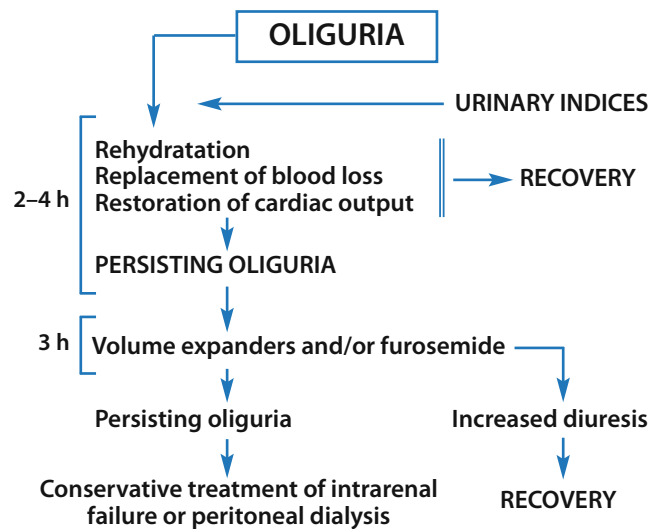 OLIGURIA
URINARY INDICES
Rehydratation
Replacement of blood loss
Restoration of cardiac output
2–4 h
RECOVERY
PERSISTING OLIGURIA
3 h
Volume expanders and/or furosemide
Persisting oliguria
Increased diuresis
Conservative treatment of intrarenal
failure or peritoneal dialysis
RECOVERY